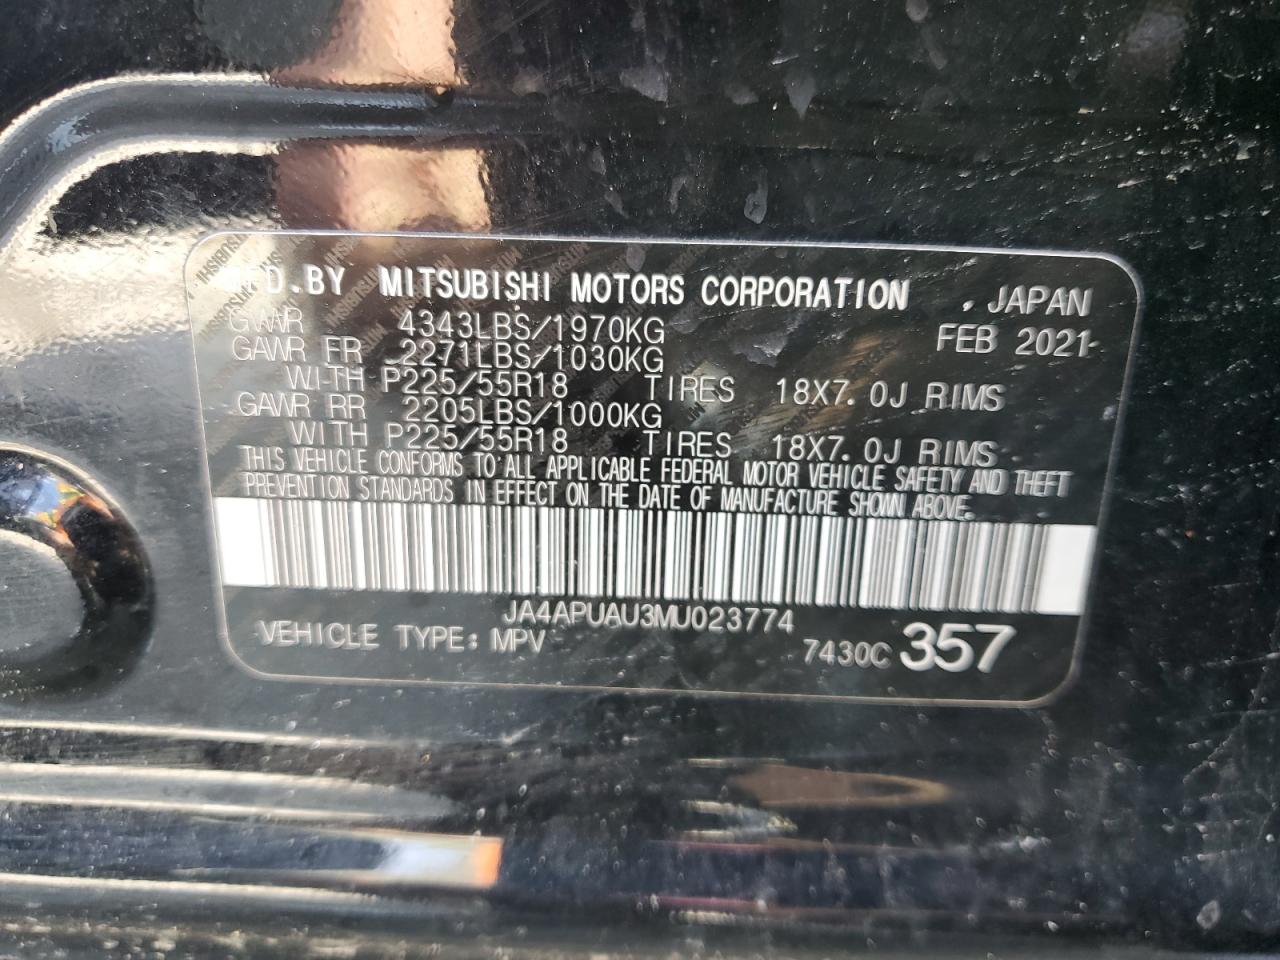 MFD.BY MITSUBISHI MOTORS CORPORATION , JAPAN
GVWR 4343LBS/1970KG FEB 2021
GAWR FR 2271LBS/1030KG
WITH P225/55R18 TIRES 18X7.0J RIMS
GAWR RR 2205LBS/1000KG
WITH P225/55R18 TIRES 18X7.0J RIMS
THIS VEHICLE CONFORMS TO ALL APPLICABLE FEDERAL MOTOR VEHICLE SAFETY AND THEFT
PREVENTION STANDARDS IN EFFECT ON THE DATE OF MANUFACTURE SHOWN ABOVE.
JA4APUAU3MU023774
VEHICLE TYPE: MPV 7430C 357